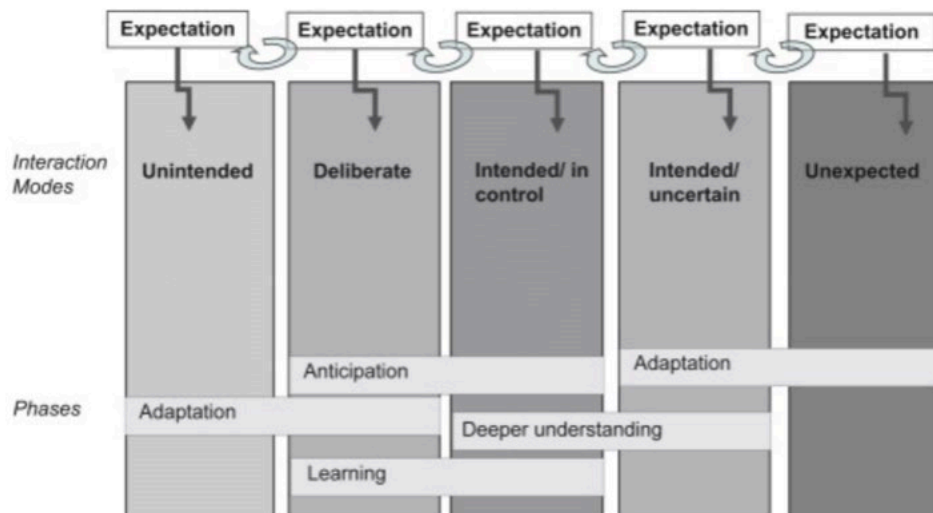 Expectation Expectation Expectation Expectation Expectation
Interaction
Modes
Unintended
Deliberate
Intended/ in
control
Intended/
uncertain
Unexpected
Anticipation
Adaptation
Phases
Adaptation
Deeper understanding
Learning